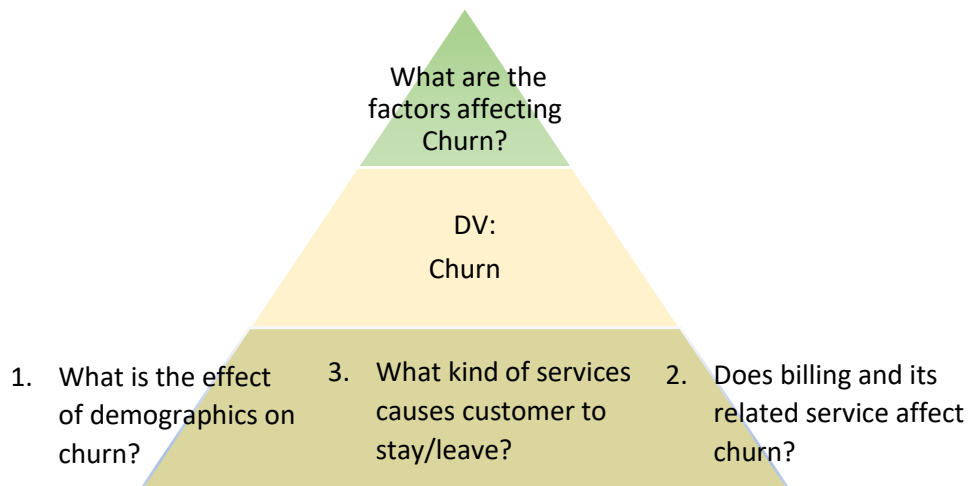 What are the
factors affecting
Churn?
DV:
Churn
1. What is the effect
of demographics on
churn?
3. What kind of services
causes customer to
stay/leave?
2. Does billing and its
related service affect
churn?